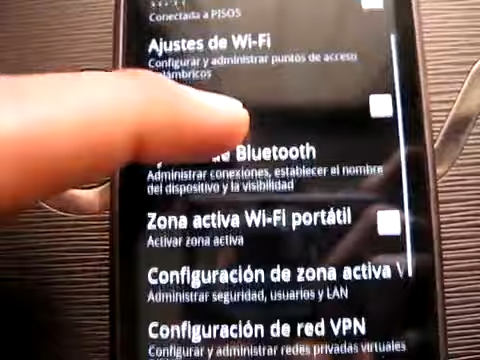 Conectada a PISOS
Ajustes de Wi-Fi
Configurar y administrar puntos de acceso
inalámbricos
de Bluetooth
Administrar conexiones, establecer el nombre
del dispositivo y la visibilidad
Zona activa Wi-Fi portátil
Activar zona activa
Configuración de zona activa
Administrar seguridad, usuarios y LAN
Configuración de red VPN
Configurar y administrar redes privadas virtuales